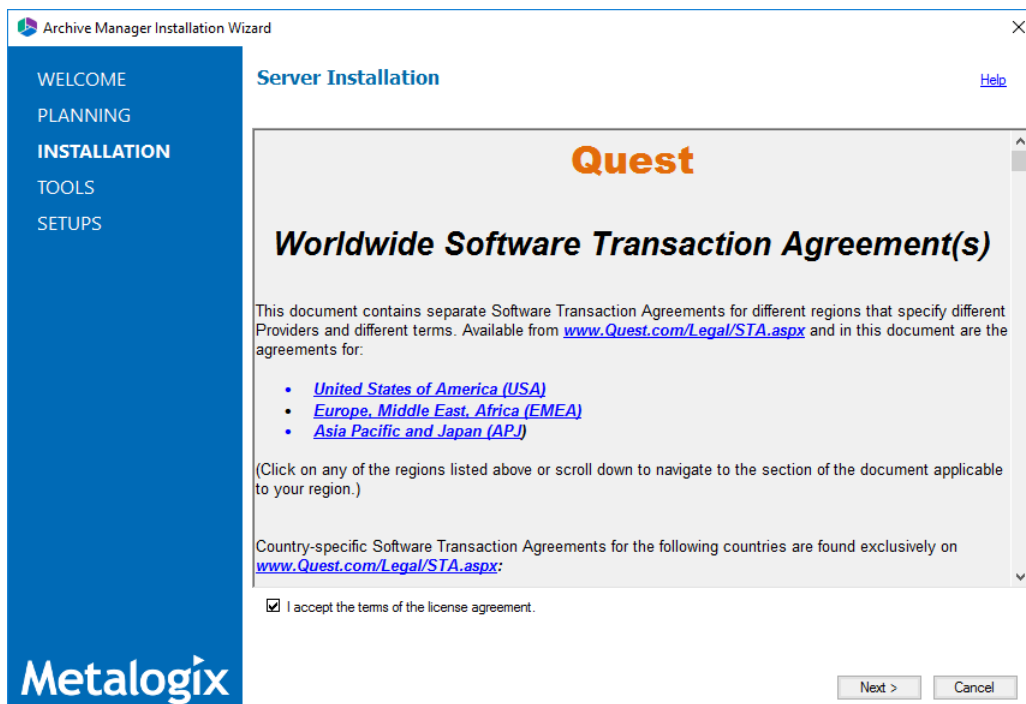 Archive Manager Installation Wizard
WELCOME
PLANNING
INSTALLATION
TOOLS
SETUPS
Metalogix
Server Installation
Help
Quest
Worldwide Software Transaction Agreement(s)
This document contains separate Software Transaction Agreements for different regions that specify different
Providers and different terms. Available from www.Quest.com/Legal/STA.aspx and in this document are the
agreements for:
• United States of America (USA)
• Europe, Middle East, Africa (EMEA)
• Asia Pacific and Japan (APJ)
(Click on any of the regions listed above or scroll down to navigate to the section of the document applicable
to your region.)
Country-specific Software Transaction Agreements for the following countries are found exclusively on
www.Quest.com/Legal/STA.aspx:
I accept the terms of the license agreement.
Next >
Cancel